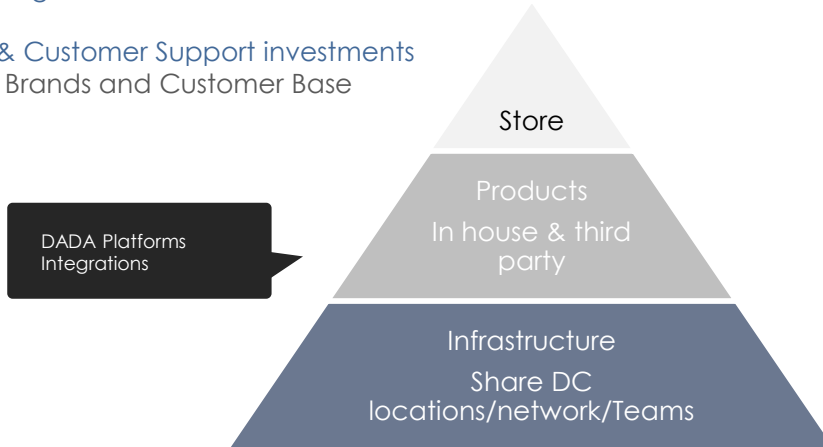 & Customer Support investments
Brands and Customer Base
Store
Products
In house & third
party
DADA Platforms
Integrations
Infrastructure
Share DC
locations/network/Teams